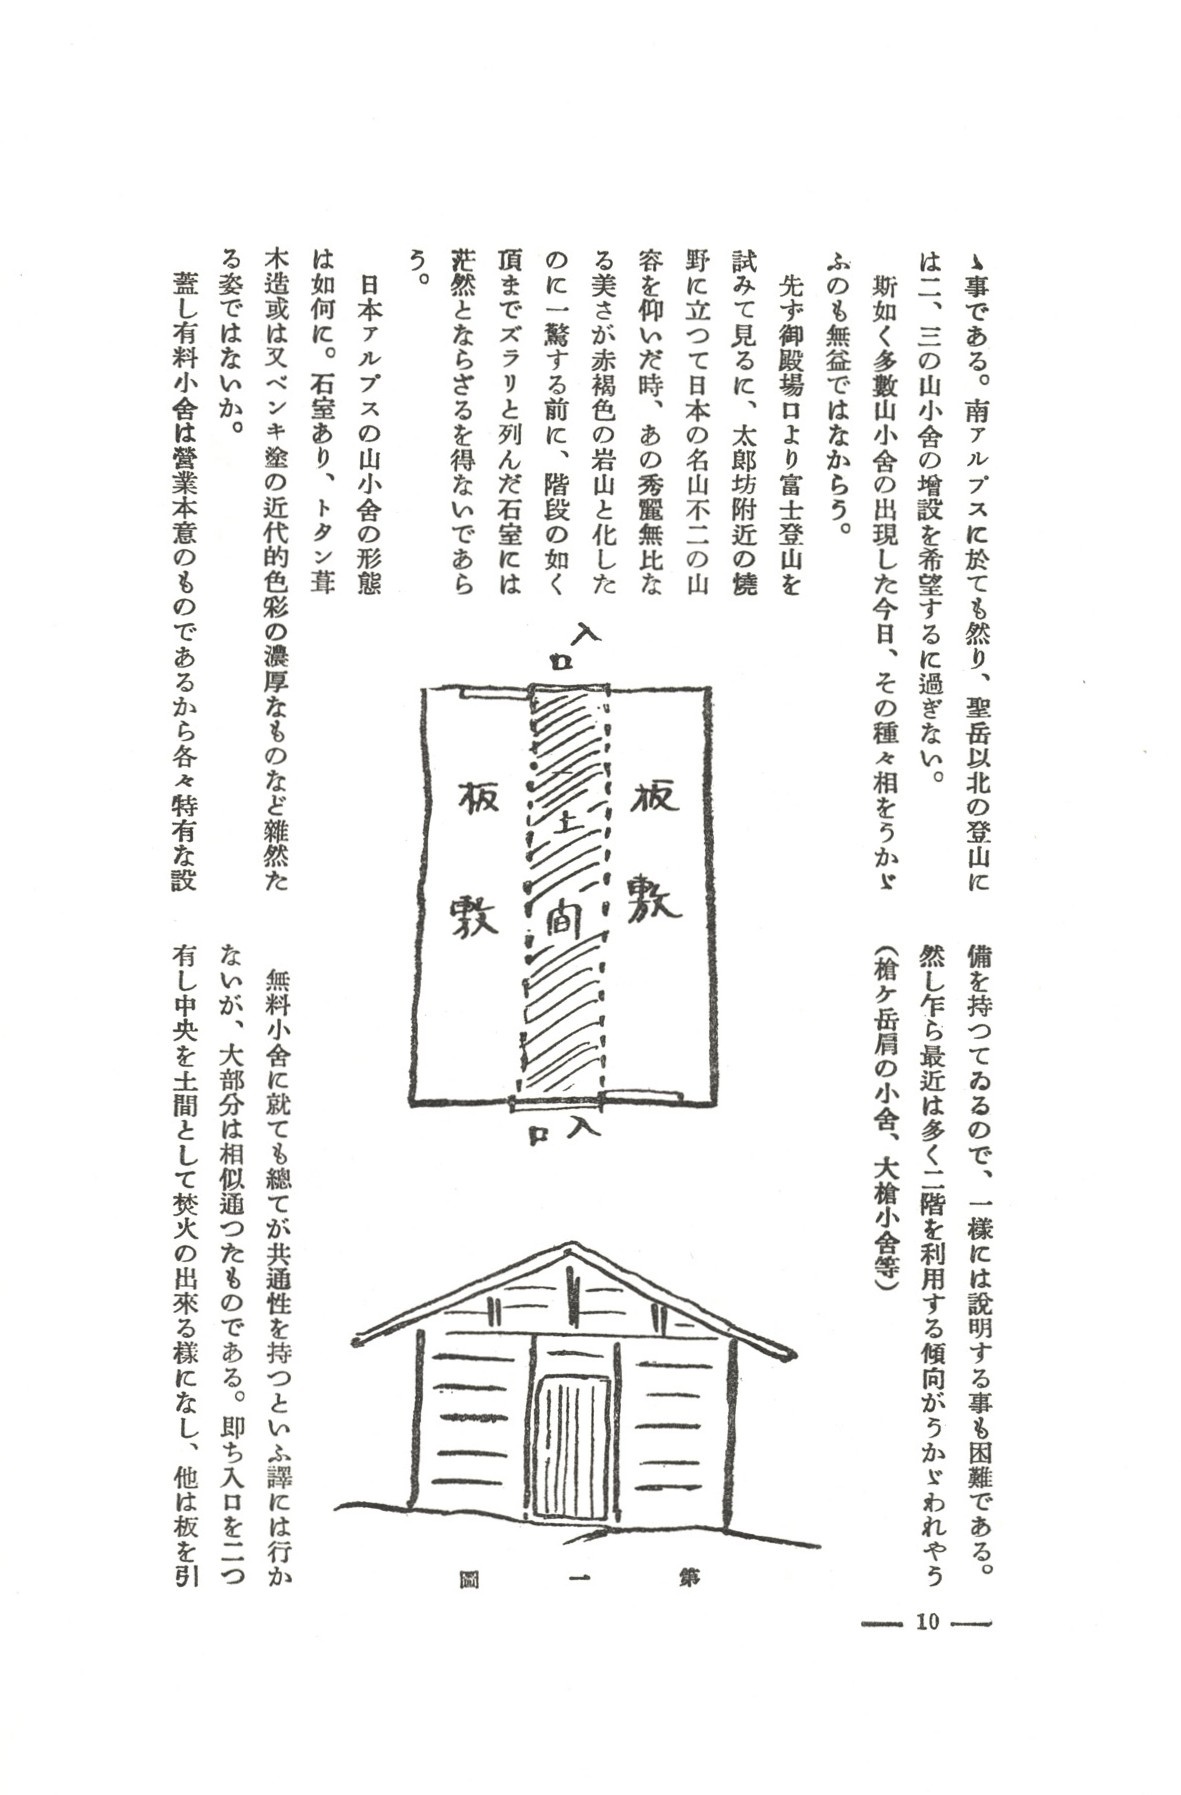 ゝ事である。南アルプスに於ても然り、聖岳以北の登山に
は二、三の山小舍の增設を希望するに過ぎない。
斯如く多數山小舍の出現した今日、その種々相をうかゞ
ふのも無益ではなからう。
先ず御殿場口より富士登山を
試みて見るに、太郎坊附近の燒
野に立つて日本の名山不二の山
容を仰いだ時、あの秀麗無比な
る美さが赤褐色の岩山と化した
のに一驚する前に、階段の如く
頂までズラリと列んだ石室には
茫然とならさるを得ないであら
う。
日本アルプスの山小舍の形態
は如何に。石室あり、トタン葺
木造或は又ペンキ塗の近代的色彩の濃厚なものなど雜然た
る姿ではないか。
蓋し有料小舍は營業本意のものであるから各々特有な設
備を持つてゐるので、一樣には說明する事も困難である。
然し乍ら最近は多く二階を利用する傾向がうかゞわれやう
(槍ヶ岳肩の小舍、大槍小舍等)
無料小舍に就ても總てが共通性を持つといふ譯には行か
ないが、大部分は相似通つたものである。卽ち入口を二つ
有し中央を土間として焚火の出來る樣になし、他は板を引
入口
板敷
土間
板敷
入口
第一圖
10